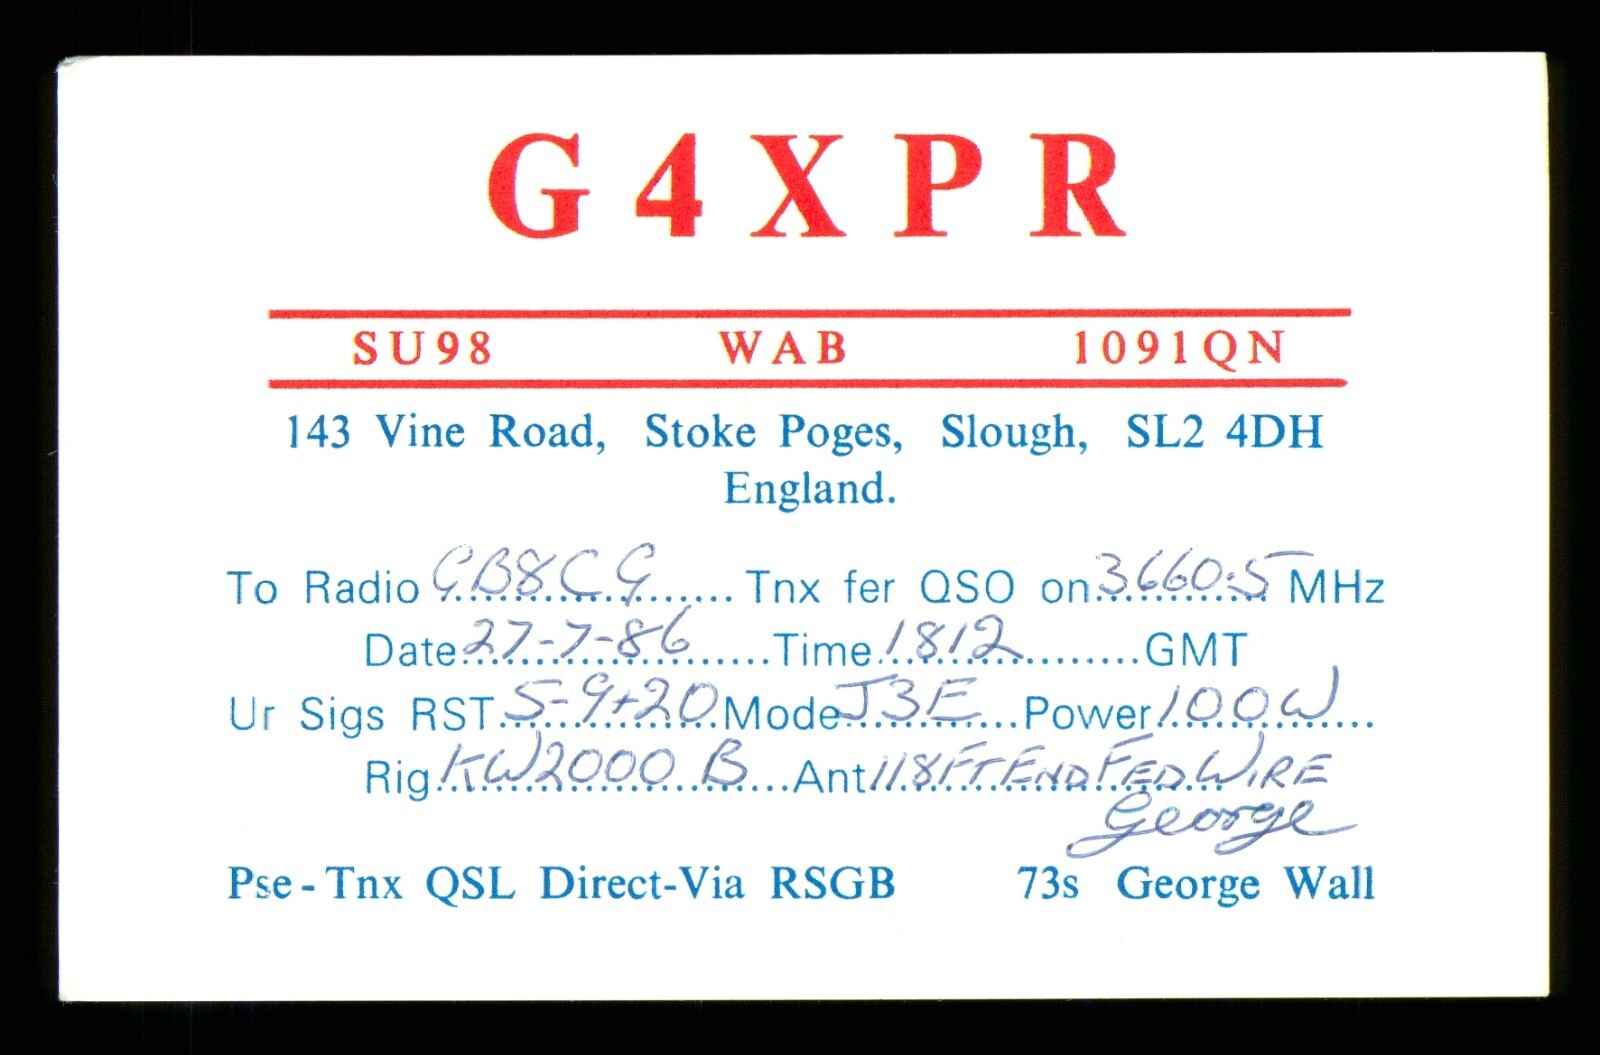 G4XPR
SU98 WAB 1091QN
143 Vine Road, Stoke Poges, Slough, SL2 4DH
England.
To Radio GB8CG Tnx fer QSO on 3660.5 MHz
Date 27-7-86 Time 1812 GMT
Ur Sigs RST 5-9+20 Mode J3E Power 100W
Rig KW2000 B Ant 118FT END FED WIRE
George
Pse-Tnx QSL Direct-Via RSGB 73s George Wall